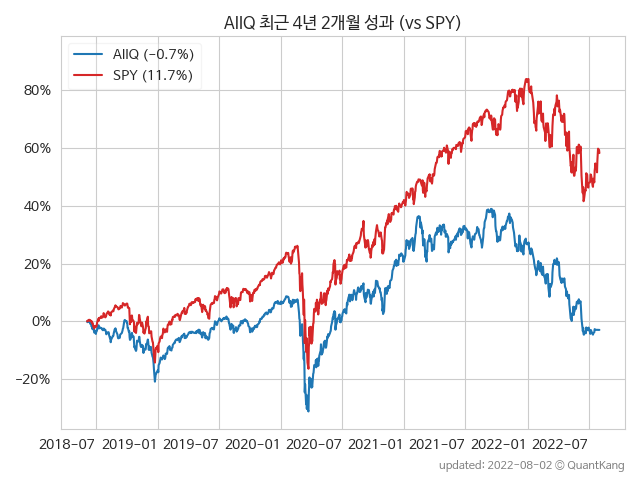 AIIQ 최근 4년 2개월 성과 (vs SPY)
AIIQ (−0.7%)
SPY (11.7%)
80%
60%
40%
20%
0%
−20%
2018-07 2019-01 2019-07 2020-01 2020-07 2021-01 2021-07 2022-01 2022-07
updated: 2022-08-02 © QuantKang